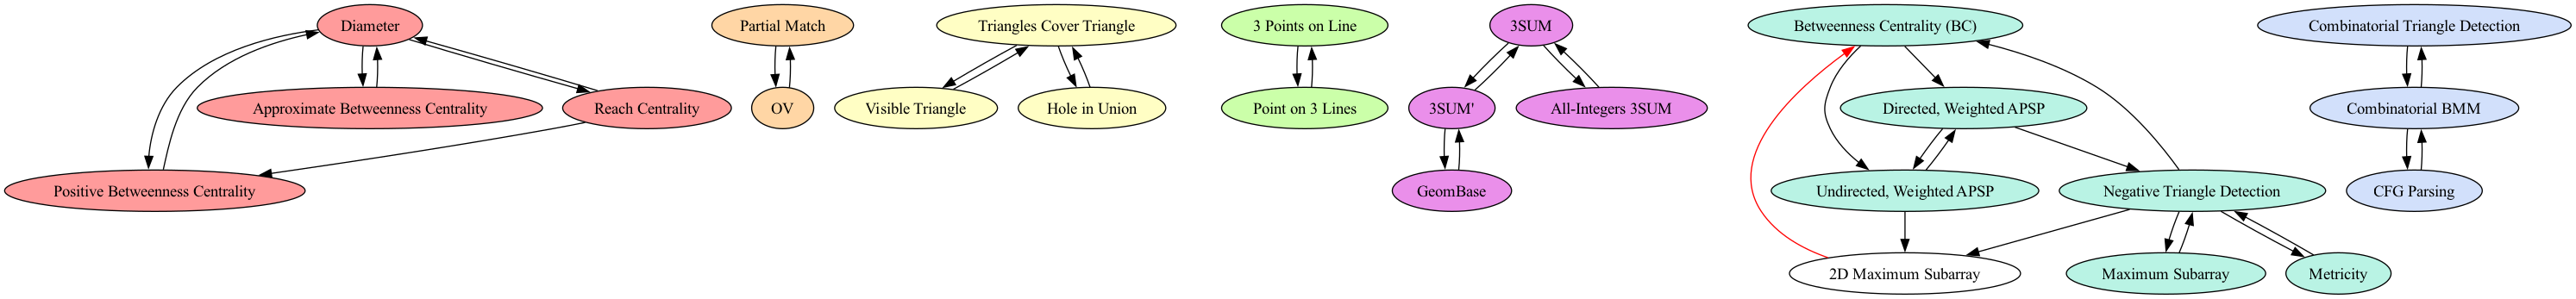 Diameter
Partial Match
Triangles Cover Triangle
3 Points on Line
3SUM
Betweenness Centrality (BC)
Combinatorial Triangle Detection
Approximate Betweenness Centrality
Reach Centrality
OV
Visible Triangle
Hole in Union
Point on 3 Lines
3SUM'
All-Integers 3SUM
Directed, Weighted APSP
Combinatorial BMM
Positive Betweenness Centrality
GeomBase
Undirected, Weighted APSP
Negative Triangle Detection
CFG Parsing
2D Maximum Subarray
Maximum Subarray
Metricity